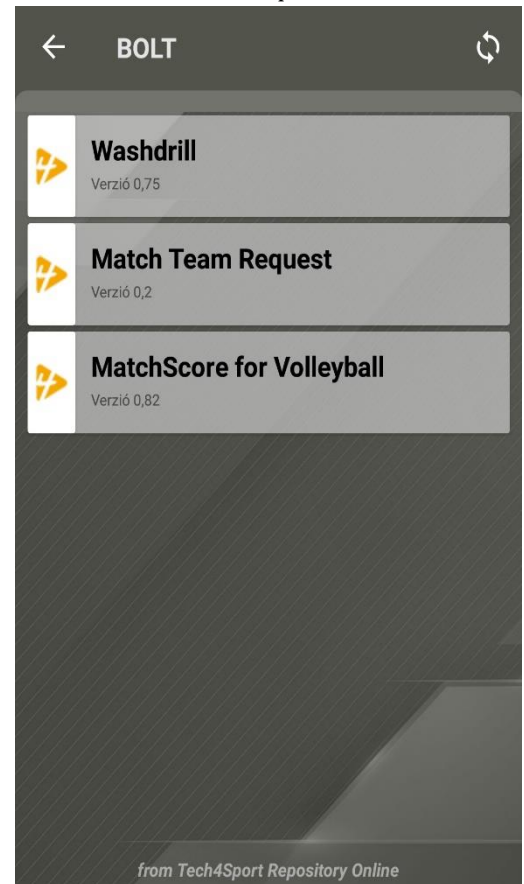 BOLT
Washdrill
Verzió 0,75
Match Team Request
Verzió 0,2
MatchScore for Volleyball
Verzió 0,82
from Tech4Sport Repository Online